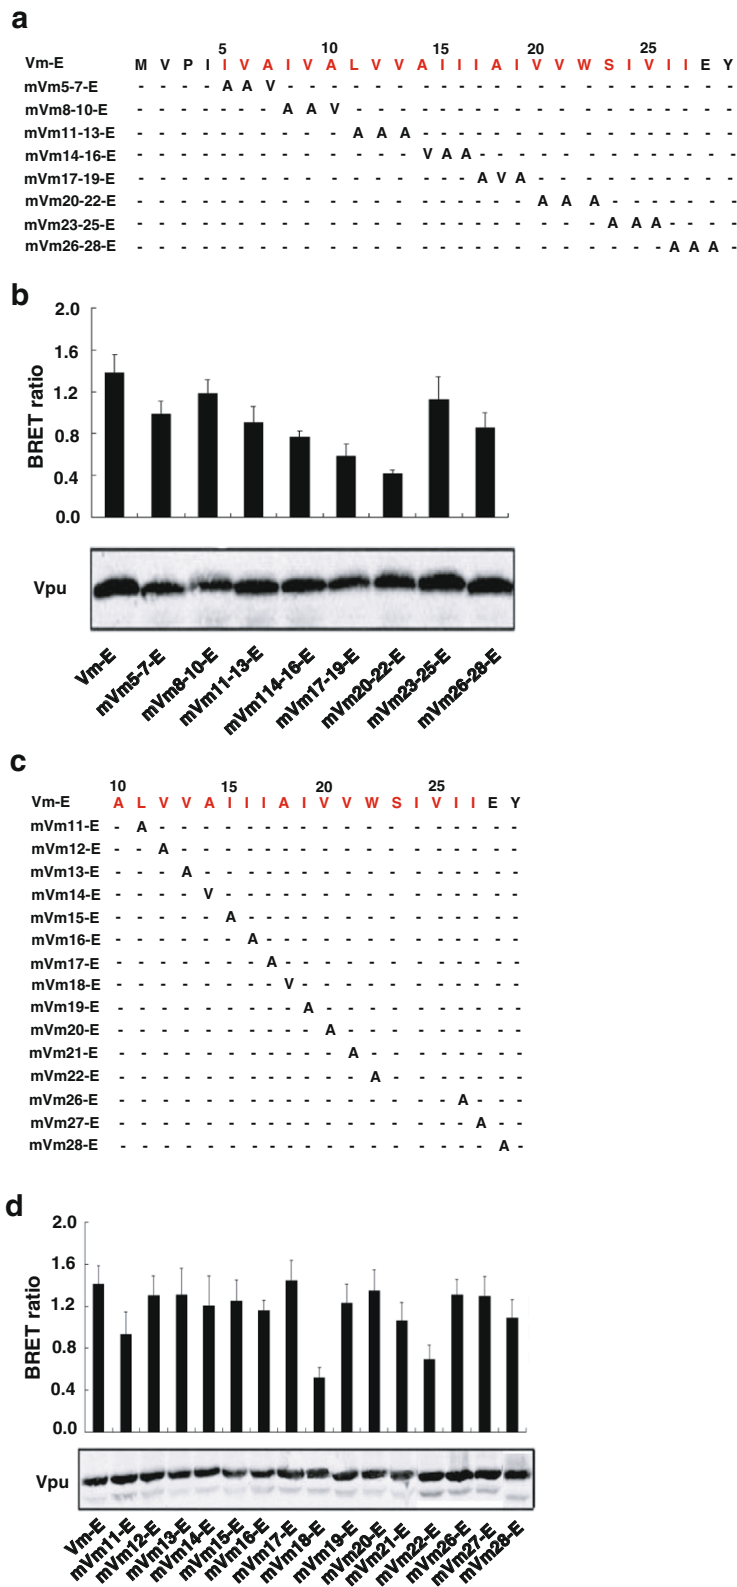 a
5 10 15 20 25
Vm-E M V P I I V A I V A L V V A I I I A I V V W S I V I I E Y
mVm5-7-E - - - - A A V - - - - - - - - - - - - - - - - - - - - - -
mVm8-10-E - - - - - - - A A V - - - - - - - - - - - - - - - - - - -
mVm11-13-E - - - - - - - - - - A A A - - - - - - - - - - - - - - - -
mVm14-16-E - - - - - - - - - - - - - V A A - - - - - - - - - - - - -
mVm17-19-E - - - - - - - - - - - - - - - - A V A - - - - - - - - - -
mVm20-22-E - - - - - - - - - - - - - - - - - - - A A A - - - - - - -
mVm23-25-E - - - - - - - - - - - - - - - - - - - - - - A A A - - - -
mVm26-28-E - - - - - - - - - - - - - - - - - - - - - - - - - A A A -
b
2.0
1.6
1.2
0.8
0.4
0.0
BRET ratio
Vpu
Vm-E mVm5-7-E mVm8-10-E mVm11-13-E mVm114-16-E mVm17-19-E mVm20-22-E mVm23-25-E mVm26-28-E
c
10 15 20 25
Vm-E A L V V A I I I A I V V W S I V I I E Y
mVm11-E - A - - - - - - - - - - - - - - - - - -
mVm12-E - - A - - - - - - - - - - - - - - - - -
mVm13-E - - - A - - - - - - - - - - - - - - - -
mVm14-E - - - - V - - - - - - - - - - - - - - -
mVm15-E - - - - - A - - - - - - - - - - - - - -
mVm16-E - - - - - - A - - - - - - - - - - - - -
mVm17-E - - - - - - - A - - - - - - - - - - - -
mVm18-E - - - - - - - - V - - - - - - - - - - -
mVm19-E - - - - - - - - - A - - - - - - - - - -
mVm20-E - - - - - - - - - - A - - - - - - - - -
mVm21-E - - - - - - - - - - - A - - - - - - - -
mVm22-E - - - - - - - - - - - - A - - - - - - -
mVm26-E - - - - - - - - - - - - - - - - A - - -
mVm27-E - - - - - - - - - - - - - - - - - A - -
mVm28-E - - - - - - - - - - - - - - - - - - A -
d
2.0
1.6
1.2
0.8
0.4
0.0
BRET ratio
Vpu
Vm-E mVm11-E mVm12-E mVm13-E mVm14-E mVm15-E mVm16-E mVm17-E mVm18-E mVm19-E mVm20-E mVm21-E mVm22-E mVm26-E mVm27-E mVm28-E